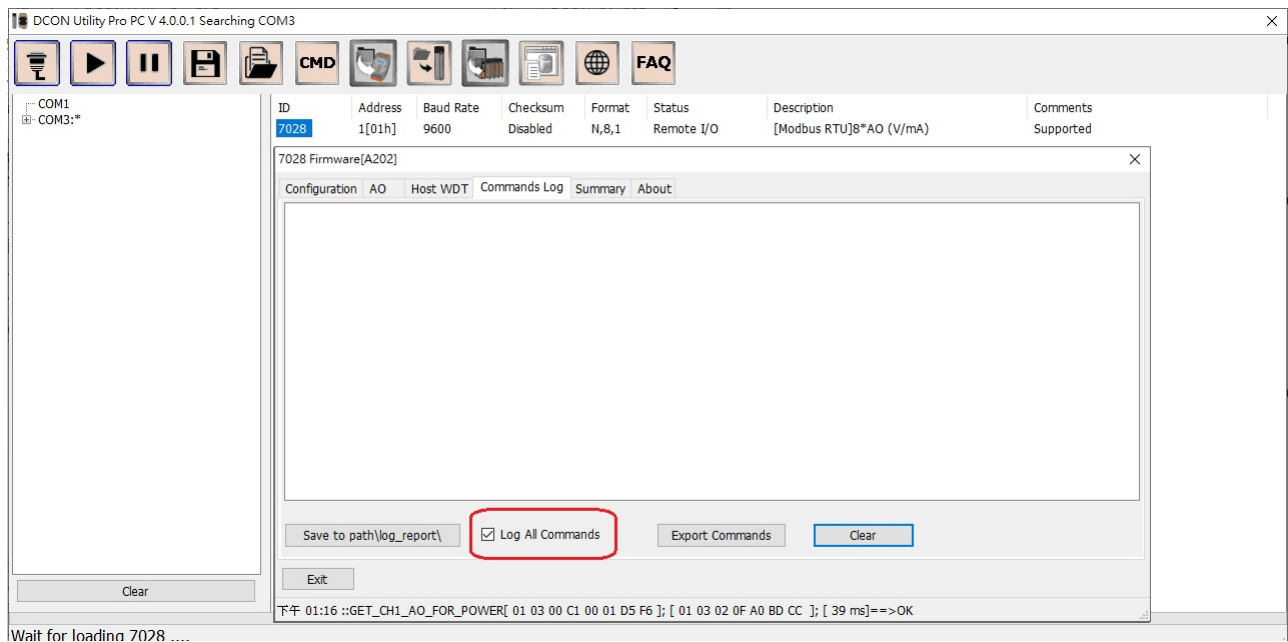 DCON Utility Pro PC V 4.0.0.1 Searching COM3
CMD FAQ
COM1
COM3:*
ID Address Baud Rate Checksum Format Status Description Comments
7028 1[01h] 9600 Disabled N,8,1 Remote I/O [Modbus RTU]8*AO (V/mA) Supported
7028 Firmware[A202]
Configuration AO Host WDT Commands Log Summary About
Save to path\log_report\ Log All Commands Export Commands Clear
Exit
Clear
下午 01:16 ::GET_CH1_AO_FOR_POWER[ 01 03 00 C1 00 01 D5 F6 ]; [ 01 03 02 0F A0 BD CC ]; [ 39 ms]==>OK
Wait for loading 7028 ....